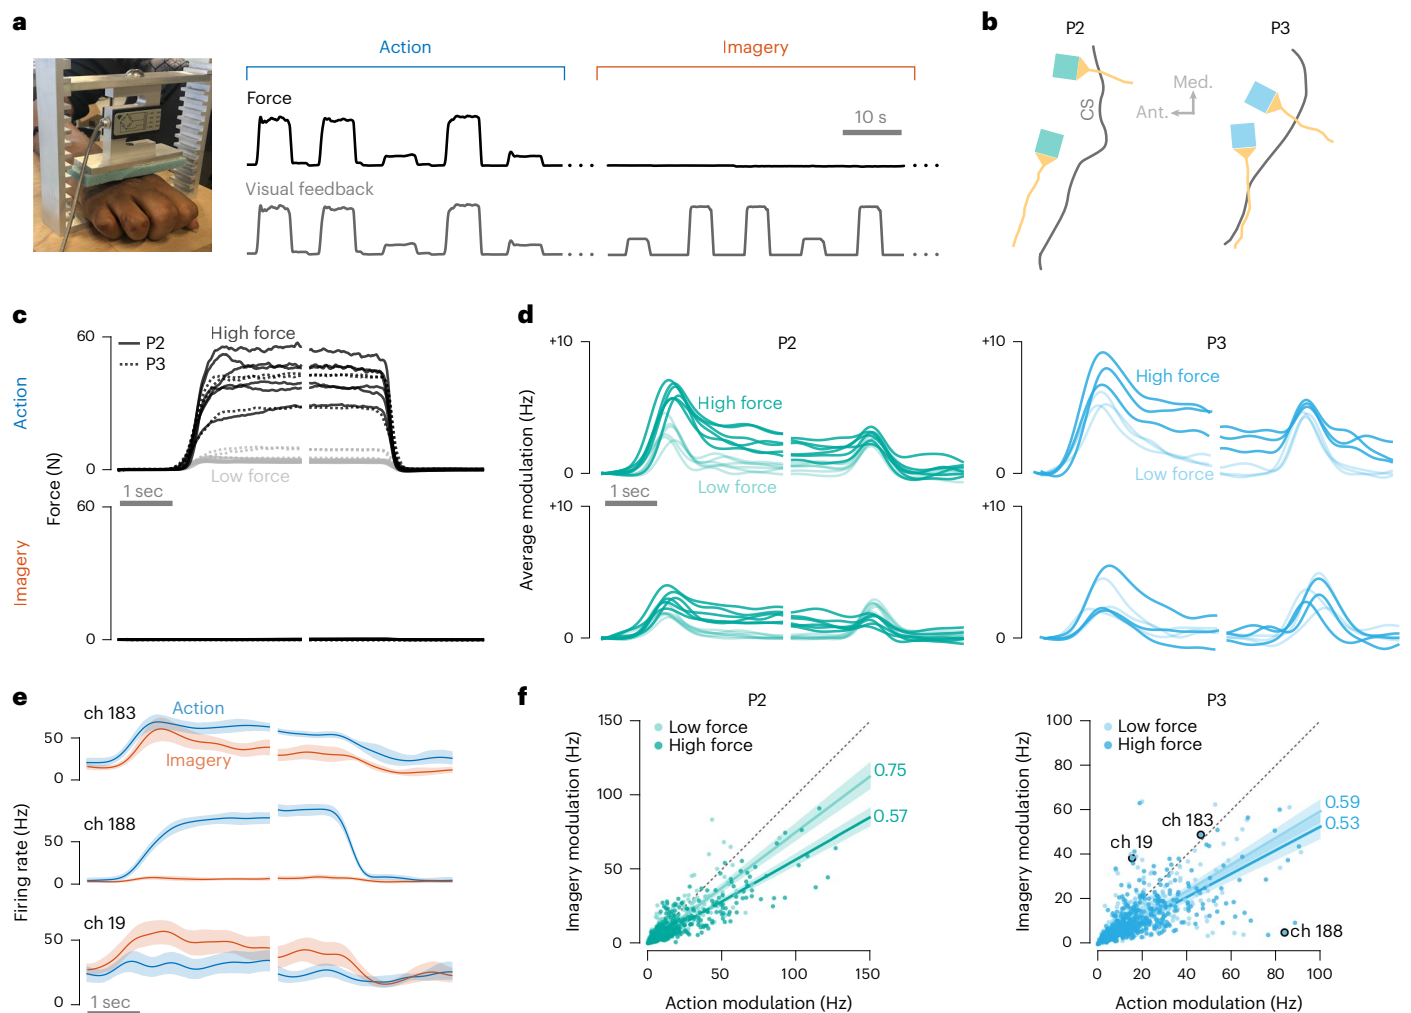 a
Action
Imagery
Force
10 s
Visual feedback
b
P2
P3
CS
Med.
Ant.
c
60
P2
P3
High force
Action
0
Low force
1 sec
Force (N)
60
Imagery
0
d
+10
P2
High force
0
Low force
1 sec
Average modulation (Hz)
+10
0
+10
P3
High force
0
Low force
+10
0
e
ch 183
Action
50
Imagery
0
ch 188
50
0
Firing rate (Hz)
ch 19
50
0
1 sec
f
P2
150
Low force
High force
0.75
100
0.57
50
0
Imagery modulation (Hz)
0 50 100 150
Action modulation (Hz)
P3
100
Low force
High force
80
0.59
60
ch 183
0.53
ch 19
40
20
ch 188
0
Imagery modulation (Hz)
0 20 40 60 80 100
Action modulation (Hz)